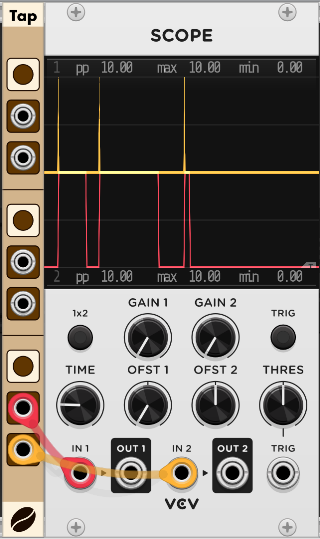 Tap
SCOPE
1 pp 10.00 max 10.00 min 0.00
2 pp 10.00 max 10.00 min 0.00
GAIN 1 GAIN 2
1x2 TRIG
TIME OFST 1 OFST 2 THRES
IN 1 OUT 1 IN 2 OUT 2 TRIG
VCV